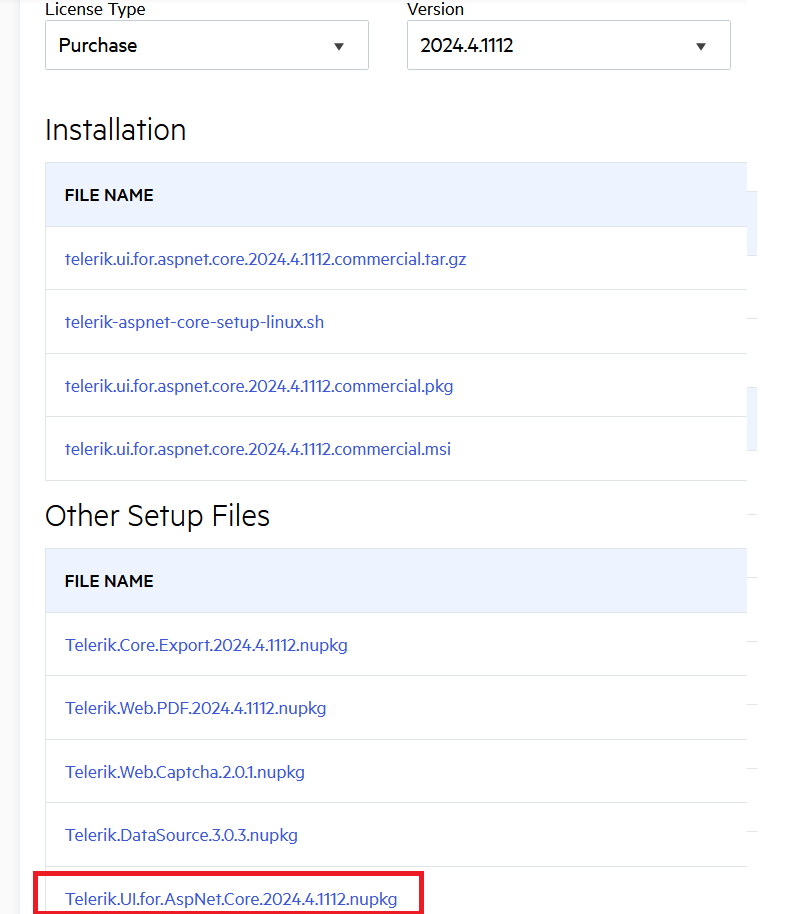 License Type
Version
Purchase
2024.4.1112
Installation
FILE NAME
telerik.ui.for.aspnet.core.2024.4.1112.commercial.tar.gz
telerik-aspnet-core-setup-linux.sh
telerik.ui.for.aspnet.core.2024.4.1112.commercial.pkg
telerik.ui.for.aspnet.core.2024.4.1112.commercial.msi
Other Setup Files
FILE NAME
Telerik.Core.Export.2024.4.1112.nupkg
Telerik.Web.PDF.2024.4.1112.nupkg
Telerik.Web.Captcha.2.0.1.nupkg
Telerik.DataSource.3.0.3.nupkg
Telerik.UI.for.AspNet.Core.2024.4.1112.nupkg